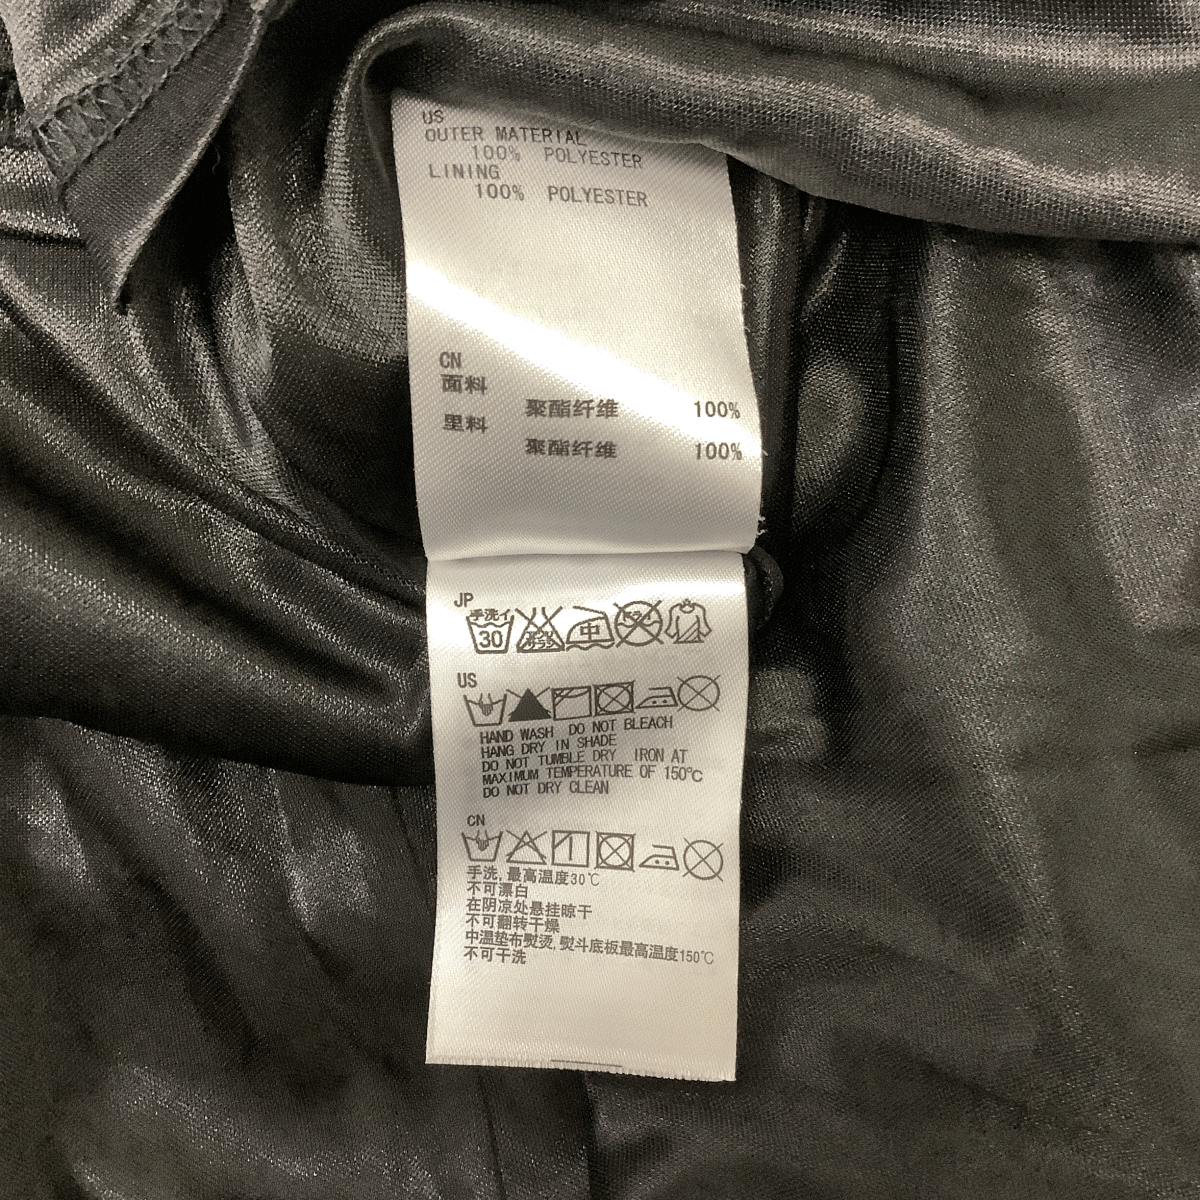 US
OUTER MATERIAL
100% POLYESTER
LINING
100% POLYESTER
CN
面料
聚酯纤维 100%
里料
聚酯纤维 100%
JP
手洗イ
30
中
US
HAND WASH DO NOT BLEACH
HANG DRY IN SHADE
DO NOT TUMBLE DRY IRON AT
MAXIMUM TEMPERATURE OF 150℃
DO NOT DRY CLEAN
CN
手洗,最高温度30℃
不可漂白
在阴凉处悬挂晾干
不可翻转干燥
中温垫布熨烫,熨斗底板最高温度150℃
不可干洗